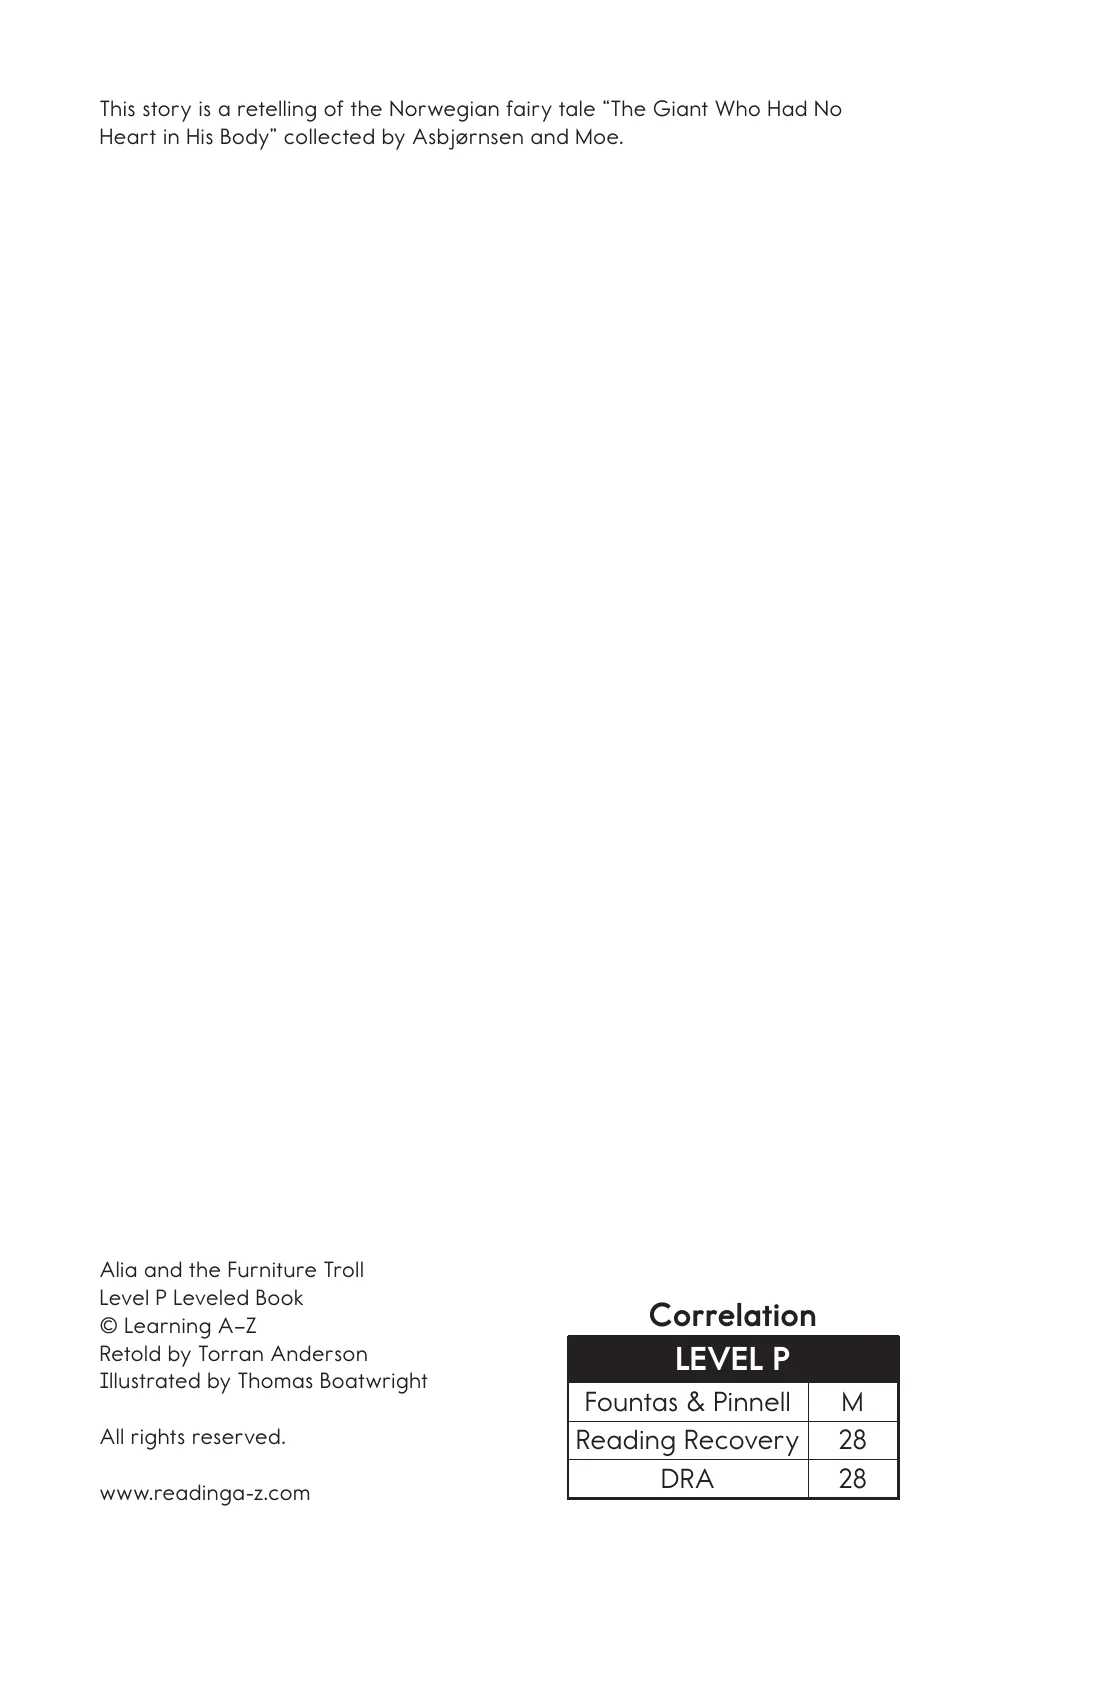 This story is a retelling of the Norwegian fairy tale “The Giant Who Had No
Heart in His Body” collected by Asbjørnsen and Moe.
Alia and the Furniture Troll
Level P Leveled Book
© Learning A–Z
Retold by Torran Anderson
Illustrated by Thomas Boatwright
All rights reserved.
www.readinga-z.com
Correlation
LEVEL P
Fountas & Pinnell M
Reading Recovery 28
DRA 28